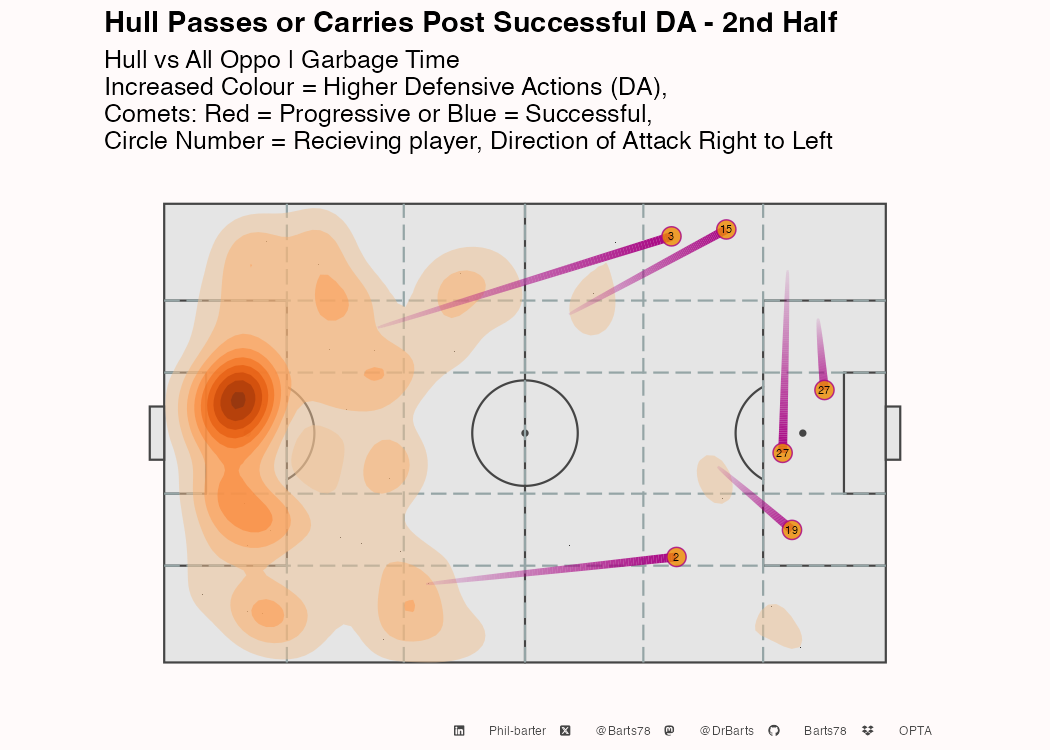 Hull Passes or Carries Post Successful DA - 2nd Half
Hull vs All Oppo | Garbage Time
Increased Colour = Higher Defensive Actions (DA),
Comets: Red = Progressive or Blue = Successful,
Circle Number = Recieving player, Direction of Attack Right to Left
3
15
27
27
19
2
Phil-barter @Barts78 @DrBarts Barts78 OPTA